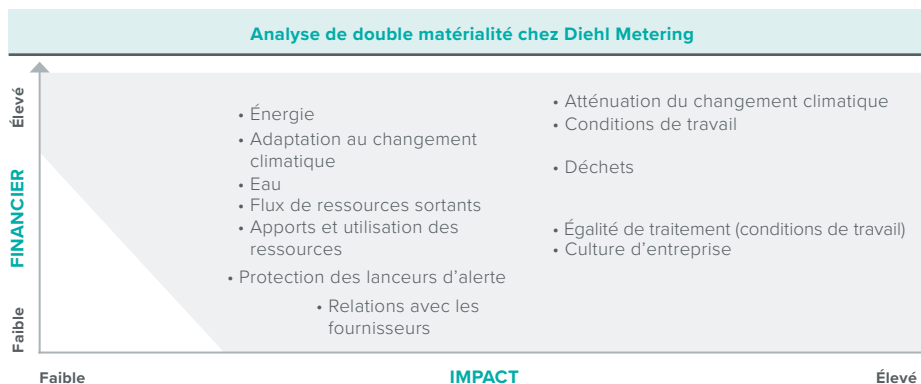 Analyse de double matérialité chez Diehl Metering
Élevé
FINANCIER
Faible
• Énergie
• Adaptation au changement
climatique
• Eau
• Flux de ressources sortants
• Apports et utilisation des
ressources
• Protection des lanceurs d’alerte
• Relations avec les
fournisseurs
• Atténuation du changement climatique
• Conditions de travail
• Déchets
• Égalité de traitement (conditions de travail)
• Culture d’entreprise
Faible
IMPACT
Élevé